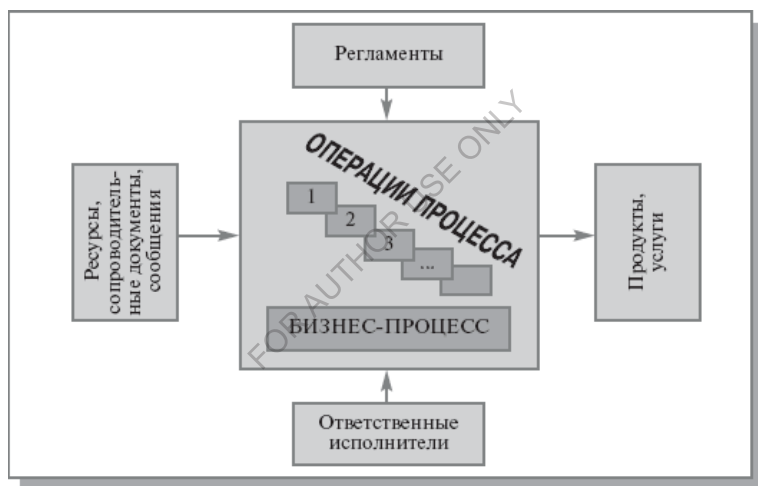 Регламенты
Ресурсы,
сопроводитель-
ные документы,
сообщения
ОПЕРАЦИИ ПРОЦЕССА
1
2
3
...
БИЗНЕС-ПРОЦЕСС
Продукты,
услуги
Ответственные
исполнители
FOR AUTHOR USE ONLY